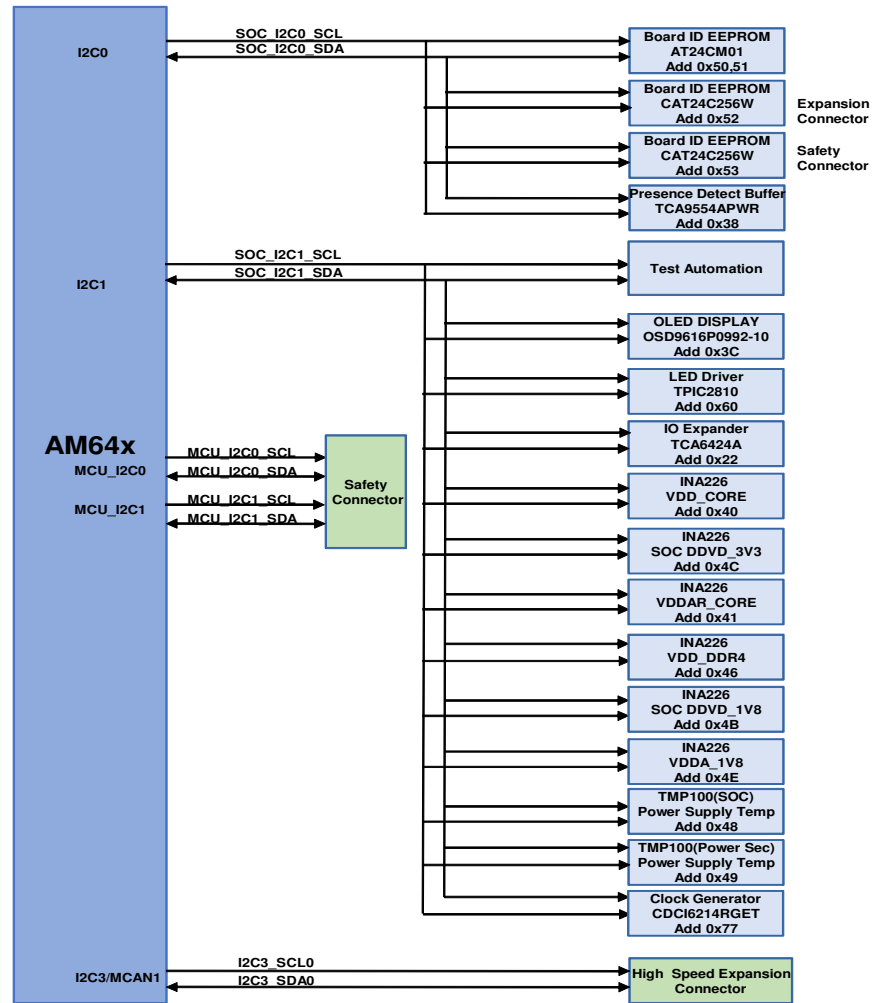 SOC_I2C0_SCL
SOC_I2C0_SDA
I2C0
Board ID EEPROM
AT24CM01
Add 0x50,51
Board ID EEPROM
CAT24C256W
Add 0x52
Expansion
Connector
Board ID EEPROM
CAT24C256W
Add 0x53
Safety
Connector
Presence Detect Buffer
TCA9554APWR
Add 0x38
SOC_I2C1_SCL
SOC_I2C1_SDA
I2C1
Test Automation
OLED DISPLAY
OSD9616P0992-10
Add 0x3C
LED Driver
TPIC2810
Add 0x60
IO Expander
TCA6424A
Add 0x22
AM64x
MCU_I2C0
MCU_I2C1
MCU_I2C0_SCL
MCU_I2C0_SDA
MCU_I2C1_SCL
MCU_I2C1_SDA
Safety
Connector
INA226
VDD_CORE
Add 0x40
INA226
SOC DDVD_3V3
Add 0x4C
INA226
VDDAR_CORE
Add 0x41
INA226
VDD_DDR4
Add 0x46
INA226
SOC DDVD_1V8
Add 0x4B
INA226
VDDA_1V8
Add 0x4E
TMP100(SOC)
Power Supply Temp
Add 0x48
TMP100(Power Sec)
Power Supply Temp
Add 0x49
Clock Generator
CDCI6214RGET
Add 0x77
I2C3/MCAN1
I2C3_SCL0
I2C3_SDA0
High Speed Expansion
Connector